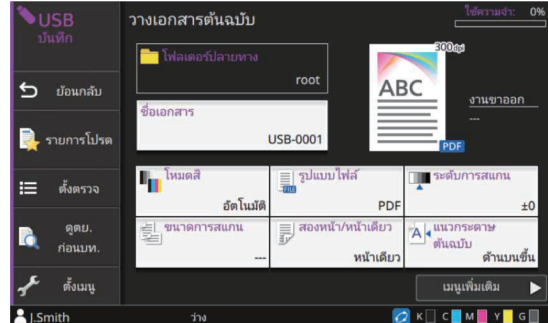 USB
บันทึก
วางเอกสารต้นฉบับ
ใช้ความจำ: 0%
โฟลเดอร์ปลายทาง
root
ชื่อเอกสาร
USB-0001
300dpi
ABC
PDF
งานขาออก
---
ย้อนกลับ
รายการโปรด
ตั้งตรวจ
ดูตย.
ก่อนบท.
ตั้งเมนู
โหมดสี
อัตโนมัติ
รูปแบบไฟล์
PDF
ระดับการสแกน
±0
ขนาดการสแกน
---
สองหน้า/หน้าเดียว
หน้าเดียว
แนวกระดาษ
ต้นฉบับ
ด้านบนขึ้น
เมนูเพิ่มเติม
J.Smith
ว่าง
K C M Y G